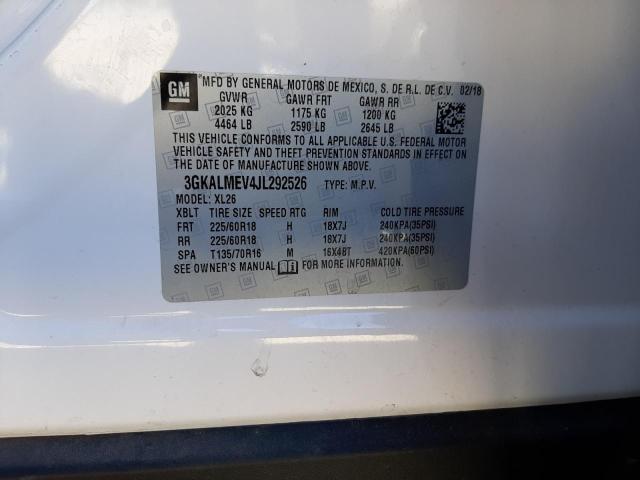 GM MFD BY GENERAL MOTORS DE MEXICO, S. DE R.L. DE C.V. 02/18
GVWR GAWR FRT GAWR RR
2025 KG 1175 KG 1200 KG
4464 LB 2590 LB 2645 LB
THIS VEHICLE CONFORMS TO ALL APPLICABLE U.S. FEDERAL MOTOR
VEHICLE SAFETY AND THEFT PREVENTION STANDARDS IN EFFECT ON
THE DATE OF MANUFACTURE SHOWN ABOVE.
3GKALMEV4JL292526 TYPE: M.P.V.
MODEL: XL26
XBLT TIRE SIZE SPEED RTG RIM COLD TIRE PRESSURE
FRT 225/60R18 H 18X7J 240KPA(35PSI)
RR 225/60R18 H 18X7J 240KPA(35PSI)
SPA T135/70R16 M 16X4BT 420KPA(60PSI)
SEE OWNER'S MANUAL FOR MORE INFORMATION.